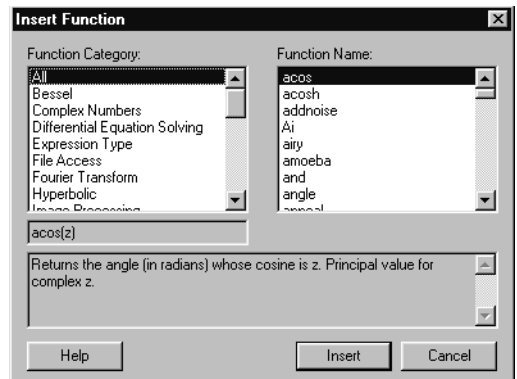 Insert Function
Function Category:
All
Bessel
Complex Numbers
Differential Equation Solving
Expression Type
File Access
Fourier Transform
Hyperbolic
Image Processing
Function Name:
acos
acosh
addnoise
Ai
airy
amoeba
and
angle
acos(z)
Returns the angle (in radians) whose cosine is z. Principal value for
complex z.
Help
Insert
Cancel